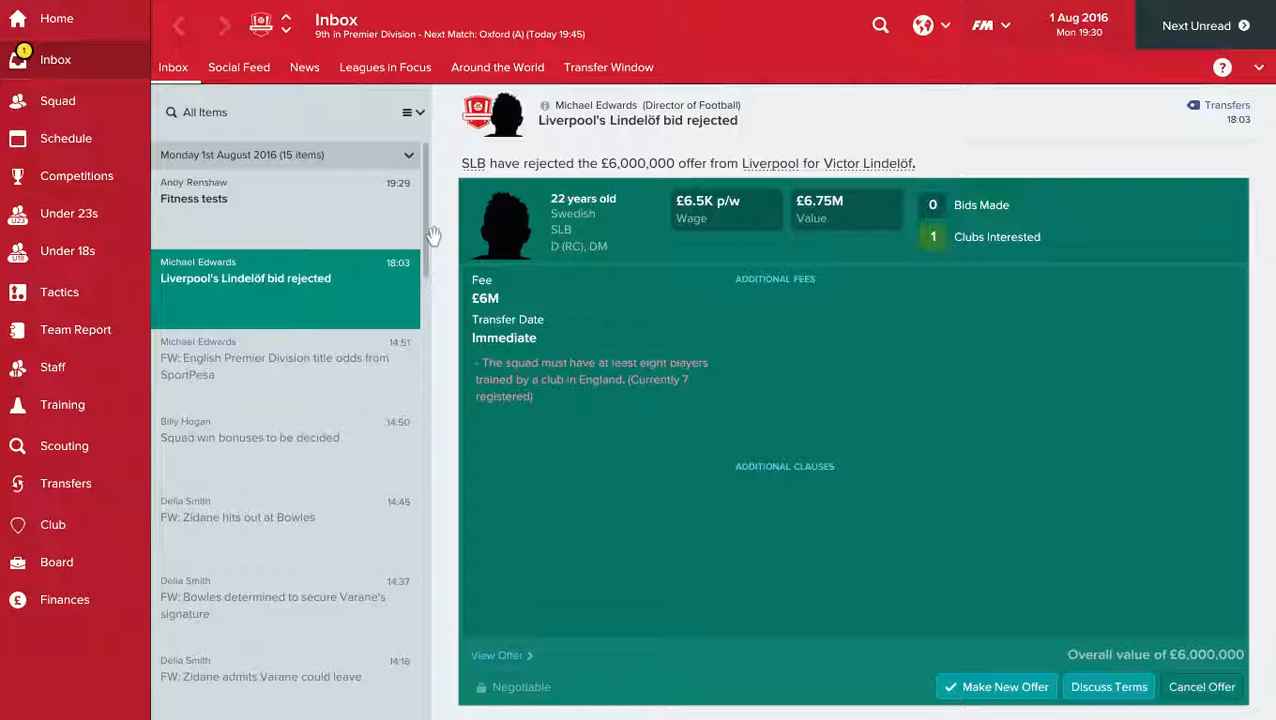 Home
1
Inbox
Squad
Schedule
Competitions
U23
Under 23s
U18
Under 18s
Tactics
Team Report
Staff
Training
Scouting
Transfers
Club
Board
Finances
Inbox
9th in Premier Division - Next Match: Oxford (A) (Today 19:45)
FM
1 Aug 2016
Mon 19:30
Next Unread
Inbox
Social Feed
News
Leagues in Focus
Around the World
Transfer Window
?
All Items
Monday 1st August 2016 (15 items)
Andy Renshaw 19:29
Fitness tests
Michael Edwards 18:03
Liverpool's Lindelöf bid rejected
Michael Edwards 14:51
FW: English Premier Division title odds from
SportPesa
Billy Hogan 14:50
Squad win bonuses to be decided
Delia Smith 14:45
FW: Zidane hits out at Bowles
Delia Smith 14:37
FW: Bowles determined to secure Varane's
signature
Delia Smith 14:16
FW: Zidane admits Varane could leave
Michael Edwards (Director of Football)
Liverpool's Lindelöf bid rejected
Transfers
18:03
SLB have rejected the £6,000,000 offer from Liverpool for Victor Lindelöf.
22 years old
Swedish
SLB
D (RC), DM
£6.5K p/w
Wage
£6.75M
Value
0 Bids Made
1 Clubs Interested
Fee
£6M
Transfer Date
Immediate
- The squad must have at least eight players
trained by a club in England. (Currently 7
registered)
ADDITIONAL FEES
ADDITIONAL CLAUSES
View Offer >
Overall value of £6,000,000
Negotiable
Make New Offer
Discuss Terms
Cancel Offer